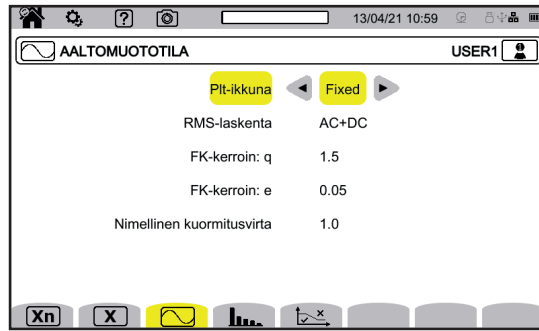 ? 13/04/21 10:59
AALTOMUOTOTILA USER1
Plt-ikkuna Fixed
RMS-laskenta AC+DC
FK-kerroin: q 1.5
FK-kerroin: e 0.05
Nimellinen kuormitusvirta 1.0
Xn X